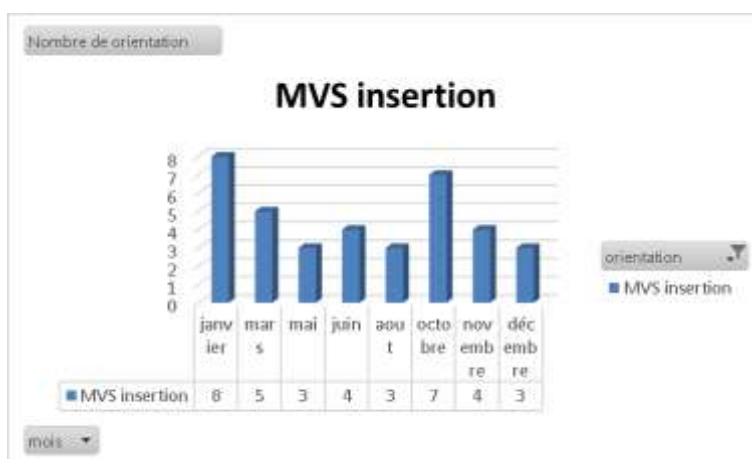 Nombre de orientation
MVS insertion
8
7
6
5
4
3
2
1
0
janv
ier
mar
s
mai
juin
aou
t
octo
bre
nov
emb
re
déc
emb
re
MVS insertion 8 5 3 4 3 7 4 3
orientation
MVS insertion
mois